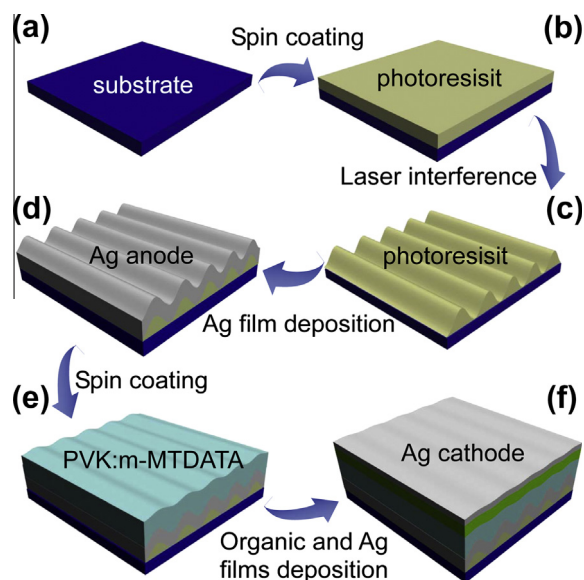 (a)
Spin coating
(b)
substrate
photoresisit
Laser interference
(d)
(c)
Ag anode
photoresisit
Ag film deposition
Spin coating
(e)
(f)
PVK:m-MTDATA
Ag cathode
Organic and Ag
films deposition